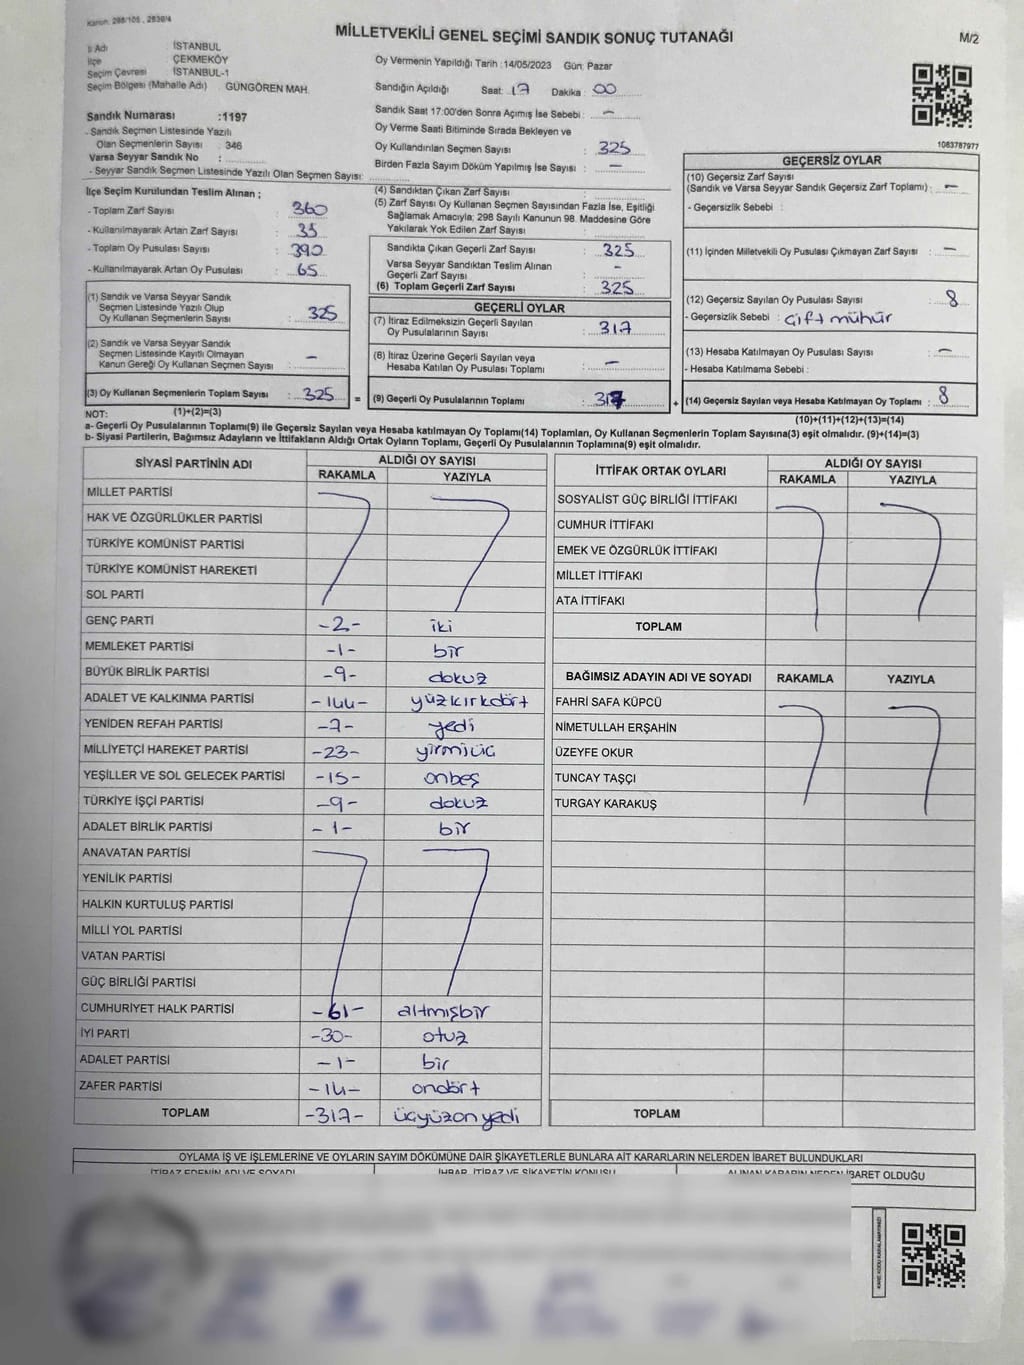 Kanun: 298/105, 2839/4
MİLLETVEKİLİ GENEL SEÇİMİ SANDIK SONUÇ TUTANAĞI
M/2
İl Adı İSTANBUL
İlçe ÇEKMEKÖY
Seçim Çevresi İSTANBUL-1
Seçim Bölgesi (Mahalle Adı) GÜNGÖREN MAH.
Sandık Numarası :1197
- Sandık Seçmen Listesinde Yazılı
Olan Seçmenlerin Sayısı : 346
Varsa Seyyar Sandık No :
- Seyyar Sandık Seçmen Listesinde Yazılı Olan Seçmen Sayısı:
Oy Vermenin Yapıldığı Tarih :14/05/2023 Gün: Pazar
Sandığın Açıldığı Saat: 17 Dakika : 00
Sandık Saat 17:00'den Sonra Açımış İse Sebebi : -
Oy Verme Saati Bitiminde Sırada Bekleyen ve
Oy Kullandırılan Seçmen Sayısı : 325
Birden Fazla Sayım Döküm Yapılmış İse Sayısı : -
1063787977
İlçe Seçim Kurulundan Teslim Alınan ;
- Toplam Zarf Sayısı : 360
- Kullanılmayarak Artan Zarf Sayısı : 35
- Toplam Oy Pusulası Sayısı : 390
- Kullanılmayarak Artan Oy Pusulası : 65
(1) Sandık ve Varsa Seyyar Sandık
Seçmen Listesinde Yazılı Olup
Oy Kullanan Seçmenlerin Sayısı : 325
(2) Sandık ve Varsa Seyyar Sandık
Seçmen Listesinde Kayıtlı Olmayan
Kanun Gereği Oy Kullanan Seçmen Sayısı : -
(3) Oy Kullanan Seçmenlerin Toplam Sayısı : 325 =
(4) Sandıktan Çıkan Zarf Sayısı :
(5) Zarf Sayısı Oy Kullanan Seçmen Sayısından Fazla İse, Eşitliği
Sağlamak Amacıyla; 298 Sayılı Kanunun 98. Maddesine Göre
Yakılarak Yok Edilen Zarf Sayısı :
Sandıkta Çıkan Geçerli Zarf Sayısı : 325
Varsa Seyyar Sandıktan Teslim Alınan
Geçerli Zarf Sayısı : -
(6) Toplam Geçerli Zarf Sayısı : 325
GEÇERLİ OYLAR
(7) İtiraz Edilmeksizin Geçerli Sayılan
Oy Pusulalarının Sayısı : 317
(8) İtiraz Üzerine Geçerli Sayılan veya
Hesaba Katılan Oy Pusulası Toplamı : -
(9) Geçerli Oy Pusulalarının Toplamı : 317 +
GEÇERSİZ OYLAR
(10) Geçersiz Zarf Sayısı
(Sandık ve Varsa Seyyar Sandık Geçersiz Zarf Toplamı) : -
- Geçersizlik Sebebi :
(11) İçinden Milletvekili Oy Pusulası Çıkmayan Zarf Sayısı : -
(12) Geçersiz Sayılan Oy Pusulası Sayısı : 8
- Geçersizlik Sebebi : çift mühür
(13) Hesaba Katılmayan Oy Pusulası Sayısı : -
- Hesaba Katılmama Sebebi :
(14) Geçersiz Sayılan veya Hesaba Katılmayan Oy Toplamı : 8
NOT: (1)+(2)=(3)
(10)+(11)+(12)+(13)=(14)
a- Geçerli Oy Pusulalarının Toplamı(9) ile Geçersiz Sayılan veya Hesaba katılmayan Oy Toplamı(14) Toplamları, Oy Kullanan Seçmenlerin Toplam Sayısına(3) eşit olmalıdır. (9)+(14)=(3)
b- Siyasi Partilerin, Bağımsız Adayların ve İttifakların Aldığı Ortak Oyların Toplamı, Geçerli Oy Pusulalarının Toplamına(9) eşit olmalıdır.
SİYASİ PARTİNİN ADI ALDIĞI OY SAYISI
RAKAMLA YAZIYLA
MİLLET PARTİSİ
HAK VE ÖZGÜRLÜKLER PARTİSİ
TÜRKİYE KOMÜNİST PARTİSİ
TÜRKİYE KOMÜNİST HAREKETİ
SOL PARTİ
GENÇ PARTİ -2- iki
MEMLEKET PARTİSİ -1- bir
BÜYÜK BİRLİK PARTİSİ -9- dokuz
ADALET VE KALKINMA PARTİSİ -144- yüzkırkdört
YENİDEN REFAH PARTİSİ -7- yedi
MİLLİYETÇİ HAREKET PARTİSİ -23- yirmiüç
YEŞİLLER VE SOL GELECEK PARTİSİ -15- onbeş
TÜRKİYE İŞÇİ PARTİSİ -9- dokuz
ADALET BİRLİK PARTİSİ -1- bir
ANAVATAN PARTİSİ
YENİLİK PARTİSİ
HALKIN KURTULUŞ PARTİSİ
MİLLİ YOL PARTİSİ
VATAN PARTİSİ
GÜÇ BİRLİĞİ PARTİSİ
CUMHURİYET HALK PARTİSİ -61- altmışbir
İYİ PARTİ -30- otuz
ADALET PARTİSİ -1- bir
ZAFER PARTİSİ -14- ondört
TOPLAM -317- üçyüzonyedi
İTTİFAK ORTAK OYLARI ALDIĞI OY SAYISI
RAKAMLA YAZIYLA
SOSYALİST GÜÇ BİRLİĞİ İTTİFAKI
CUMHUR İTTİFAKI
EMEK VE ÖZGÜRLÜK İTTİFAKI
MİLLET İTTİFAKI
ATA İTTİFAKI
TOPLAM
BAĞIMSIZ ADAYIN ADI VE SOYADI RAKAMLA YAZIYLA
FAHRİ SAFA KÜPCÜ
NİMETULLAH ERŞAHİN
ÜZEYFE OKUR
TUNCAY TAŞÇI
TURGAY KARAKUŞ
TOPLAM
OYLAMA İŞ VE İŞLEMLERİNE VE OYLARIN SAYIM DÖKÜMÜNE DAİR ŞİKAYETLERLE BUNLARA AİT KARARLARIN NELERDEN İBARET BULUNDUKLARI
İTİRAZ EDENİN ADI VE SOYADI İHBAR, İTİRAZ VE ŞİKAYETİN KONUSU ALINAN KARARIN NEDEN İBARET OLDUĞU